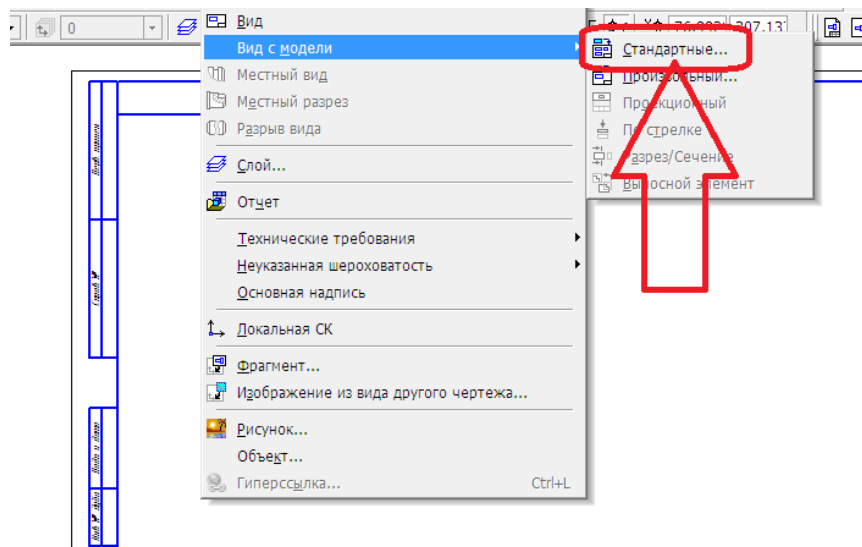 0
Вид
Вид с модели
Местный вид
Местный разрез
Разрыв вида
Слой...
Отчет
Технические требования
Неуказанная шероховатость
Основная надпись
Локальная СК
Фрагмент...
Изображение из вида другого чертежа...
Рисунок...
Объект...
Гиперссылка... Ctrl+L
Стандартные...
Произвольный...
Проекционный
По стрелке
Разрез/Сечение
Выносной элемент